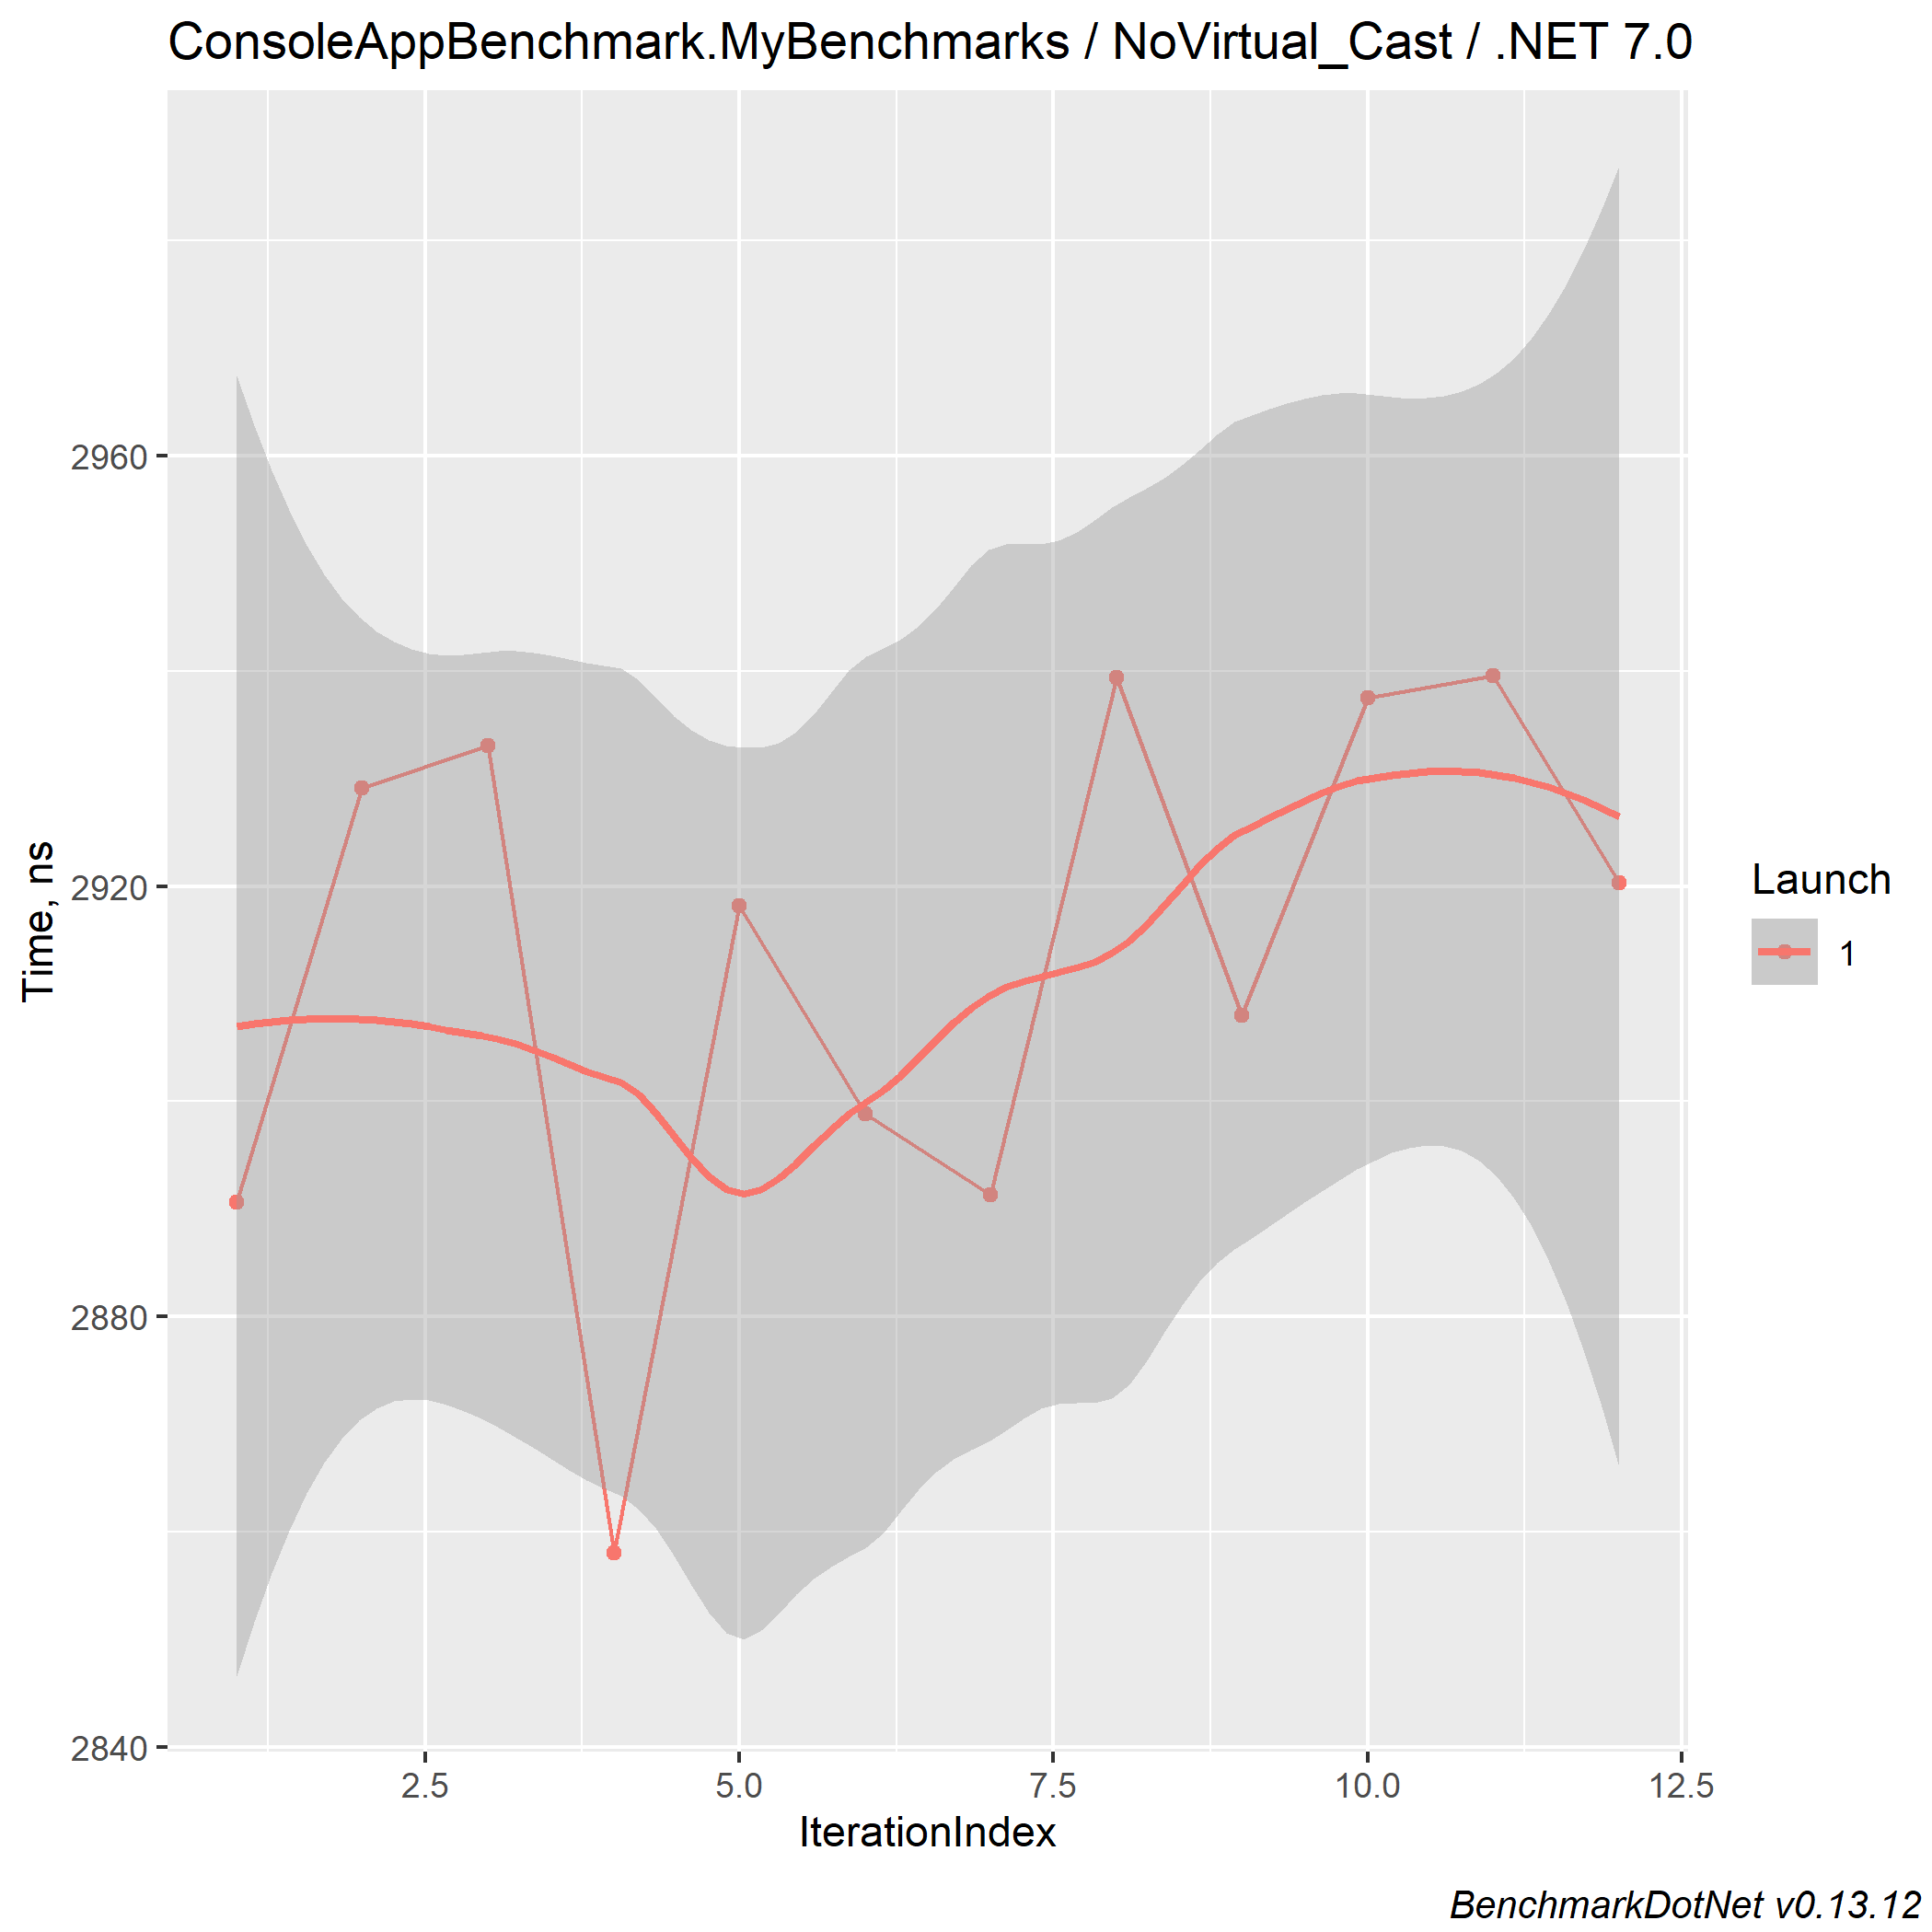 ConsoleAppBenchmark.MyBenchmarks / NoVirtual_Cast / .NET 7.0
Time, ns
2960
2920
2880
2840
2.5
5.0
7.5
10.0
12.5
IterationIndex
Launch
1
BenchmarkDotNet v0.13.12